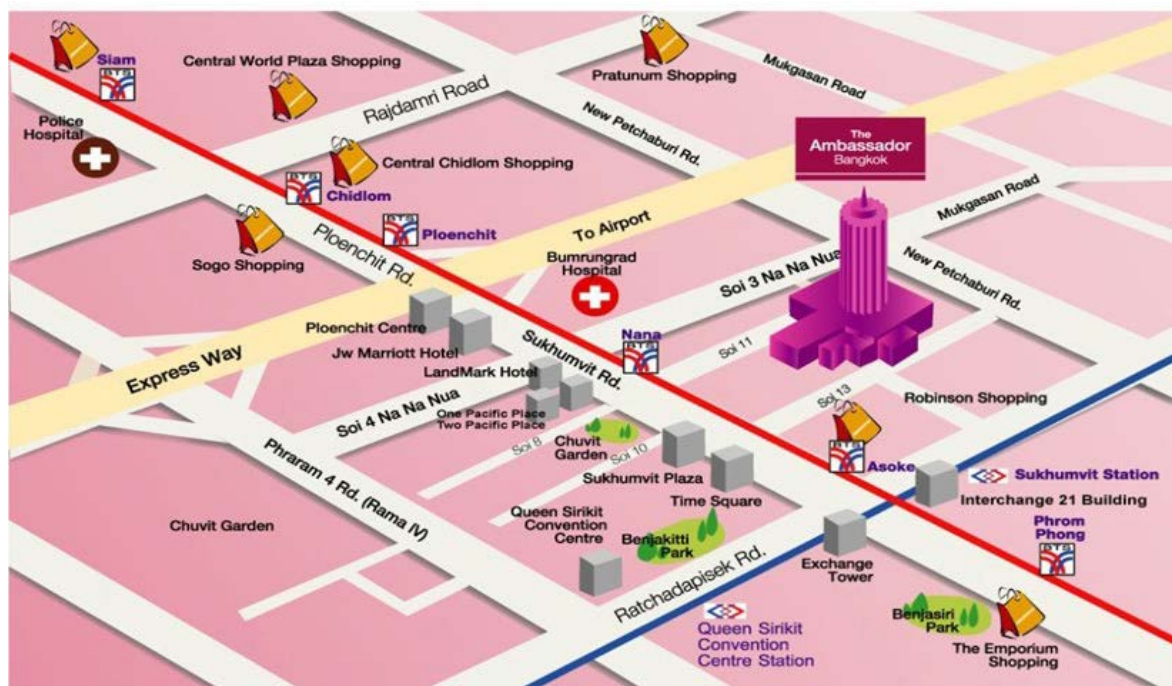 Siam
BTS
Central World Plaza Shopping
Rajdamri Road
Pratunum Shopping
Mukgasan Road
New Petchaburi Rd.
Police
Hospital
The
Ambassador
Bangkok
Central Chidlom Shopping
BTS
Chidlom
BTS
Ploenchit
Sogo Shopping
Ploenchit Rd.
To Airport
Bumrungrad
Hospital
Mukgasan Road
Soi 3 Na Na Nua
New Petchaburi Rd.
Ploenchit Centre
Jw Marriott Hotel
Express Way
Sukhumvit Rd.
Nana
BTS
Soi 11
LandMark Hotel
Soi 4 Na Na Nua
One Pacific Place
Two Pacific Place
Soi 13
Robinson Shopping
Soi 8
Chuvit
Garden
Soi 10
Sukhumvit Plaza
Time Square
BTS
Asoke
Sukhumvit Station
Interchange 21 Building
Phraram 4 Rd. (Rama IV)
Chuvit Garden
Queen Sirikit
Convention
Centre
Benjakitti
Park
Ratchadapisek Rd.
Exchange
Tower
Phrom
Phong
BTS
Queen Sirikit
Convention
Centre Station
Benjasiri
Park
The Emporium
Shopping